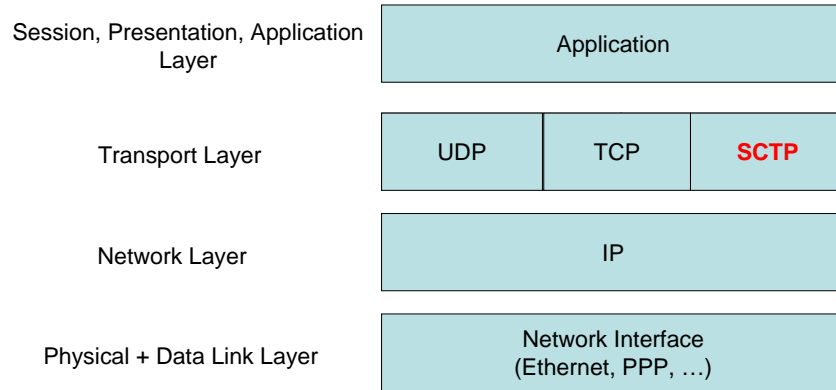 Session, Presentation, Application
Layer
Application
Transport Layer
UDP
TCP
SCTP
Network Layer
IP
Physical + Data Link Layer
Network Interface
(Ethernet, PPP, …)